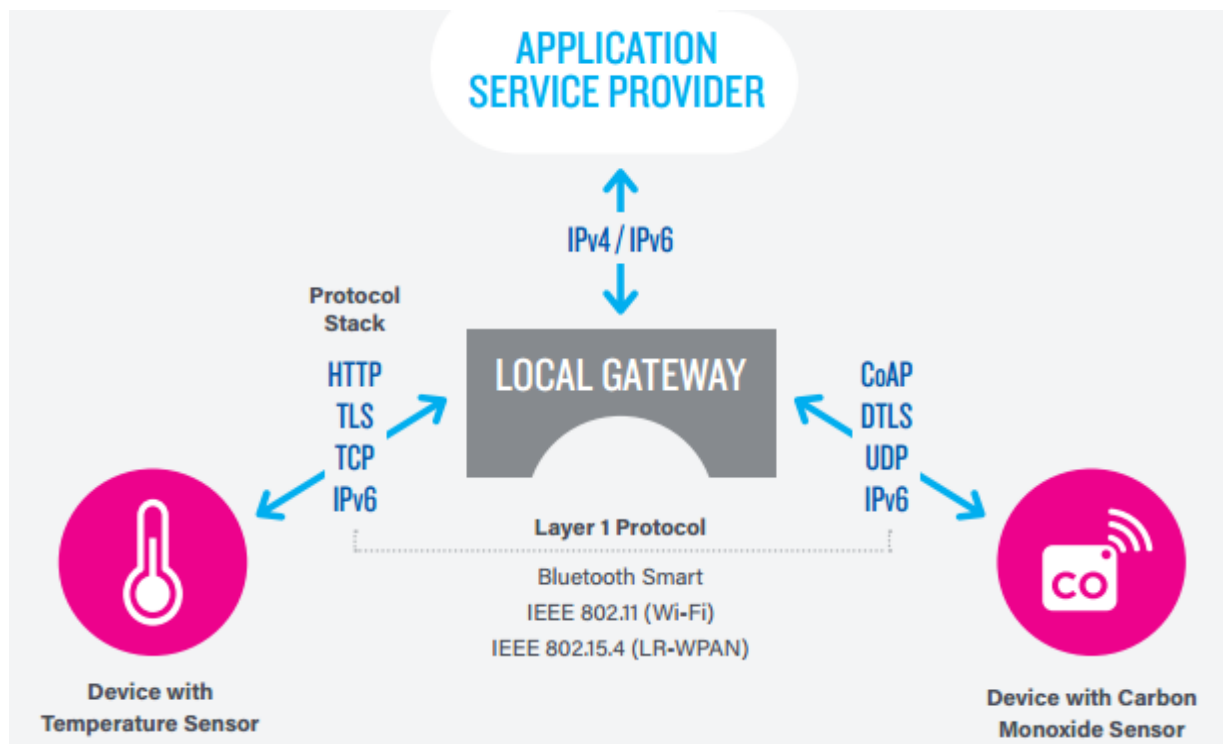 APPLICATION
SERVICE PROVIDER
IPv4 / IPv6
Protocol
Stack
HTTP
TLS
TCP
IPv6
LOCAL GATEWAY
CoAP
DTLS
UDP
IPv6
Layer 1 Protocol
Bluetooth Smart
IEEE 802.11 (Wi-Fi)
IEEE 802.15.4 (LR-WPAN)
CO
Device with
Temperature Sensor
Device with Carbon
Monoxide Sensor